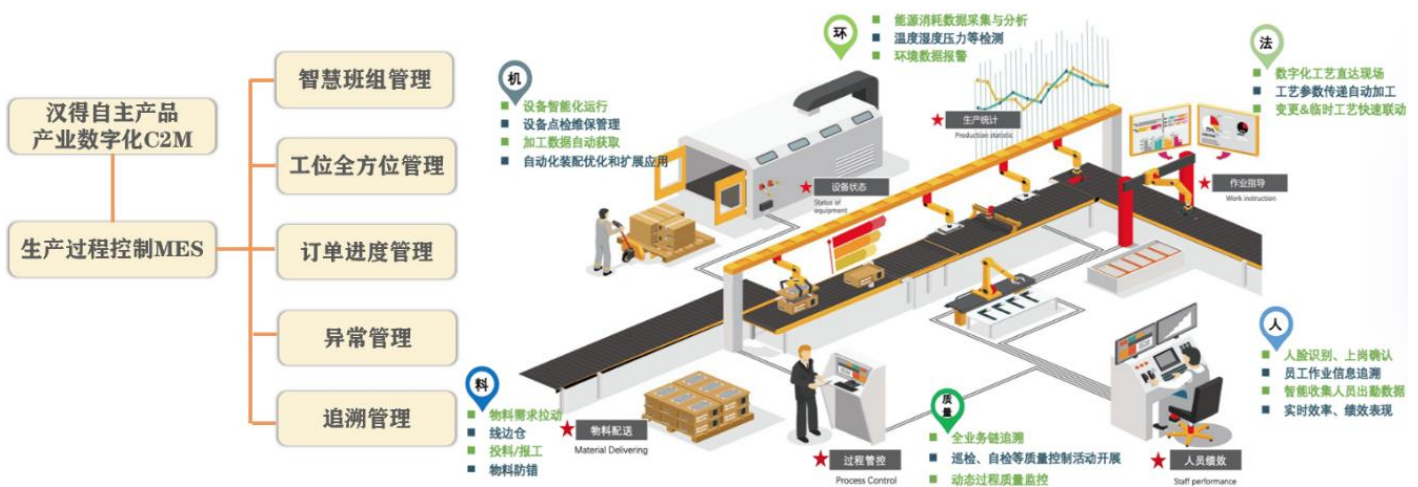 汉得自主产品
产业数字化C2M
生产过程控制MES
智慧班组管理
工位全方位管理
订单进度管理
异常管理
追溯管理
机
设备智能化运行
设备点检维保管理
加工数据自动获取
自动化装配优化和扩展应用
环
能源消耗数据采集与分析
温度湿度压力等检测
环境数据报警
法
数字化工艺直达现场
工艺参数传递自动加工
变更&临时工艺快速联动
生产统计
Production statistic
设备状态
Status of
equipment
作业指导
Work instruction
料
物料需求拉动
线边仓
投料/报工
物料防错
物料配送
Material Delivering
过程管控
Process Control
质量
全业务链追溯
巡检、自检等质量控制活动开展
动态过程质量监控
人
人脸识别、上岗确认
员工作业信息追溯
智能收集人员出勤数据
实时效率、绩效表现
人员绩效
Staff performance